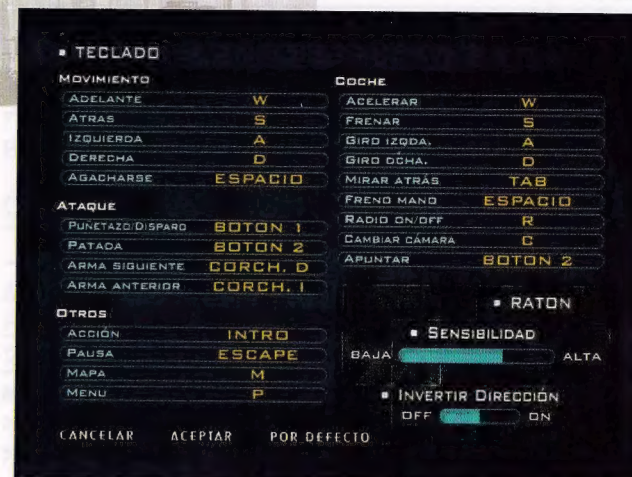 ▪ TECLADO
MOVIMIENTO
ADELANTE W
ATRAS S
IZQUIERDA A
DERECHA D
AGACHARSE ESPACIO
ATAQUE
PUNETAZO/DISPARO BOTON 1
PATADA BOTON 2
ARMA SIGUIENTE CORCH. D
ARMA ANTERIOR CORCH. I
OTROS
ACCIÓN INTRO
PAUSA ESCAPE
MAPA M
MENU P
COCHE
ACELERAR W
FRENAR S
GIRO IZQDA. A
GIRO DCHA. D
MIRAR ATRÁS TAB
FRENO MANO ESPACIO
RADIO ON/OFF R
CAMBIAR CÁMARA C
APUNTAR BOTON 2
▪ RATON
▪ SENSIBILIDAD
BAJA ALTA
▪ INVERTIR DIRECCIÓN
OFF ON
CANCELAR ACEPTAR POR DEFECTO